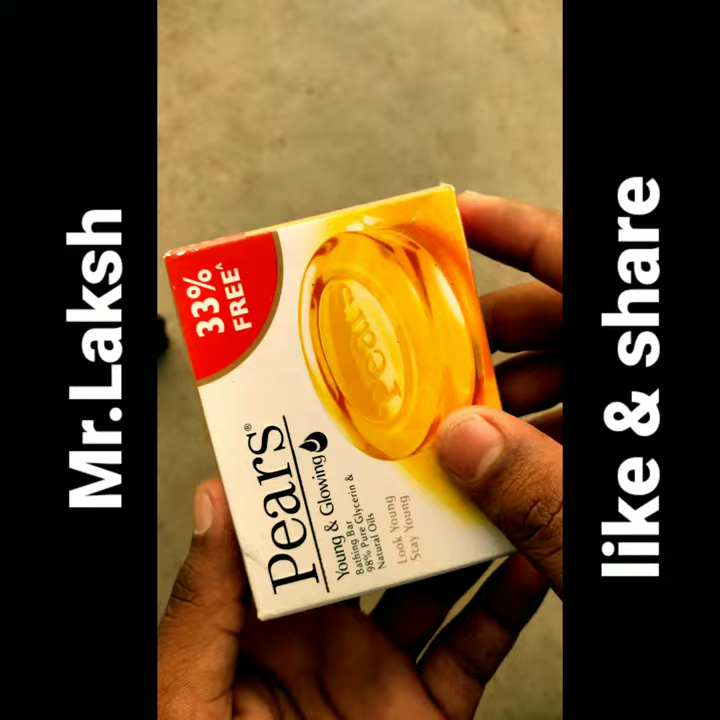 Mr.Laksh
33%
FREE^
Pears
Pears®
Young & Glowing
Bathing Bar
98% Pure Glycerin &
Natural Oils
Look Young
Stay Young
like & share